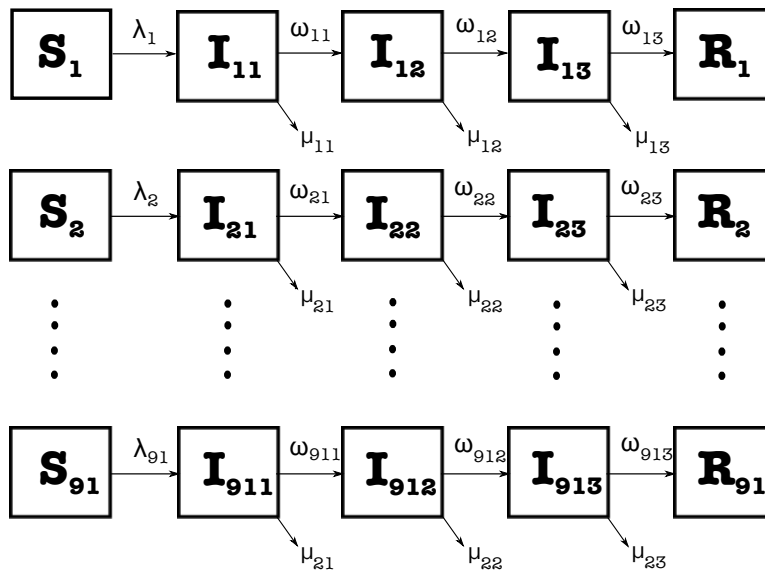 λ₁ ω₁₁ ω₁₂ ω₁₃
S₁ I₁₁ I₁₂ I₁₃ R₁
μ₁₁ μ₁₂ μ₁₃
λ₂ ω₂₁ ω₂₂ ω₂₃
S₂ I₂₁ I₂₂ I₂₃ R₂
μ₂₁ μ₂₂ μ₂₃
λ₉₁ ω₉₁₁ ω₉₁₂ ω₉₁₃
S₉₁ I₉₁₁ I₉₁₂ I₉₁₃ R₉₁
μ₂₁ μ₂₂ μ₂₃